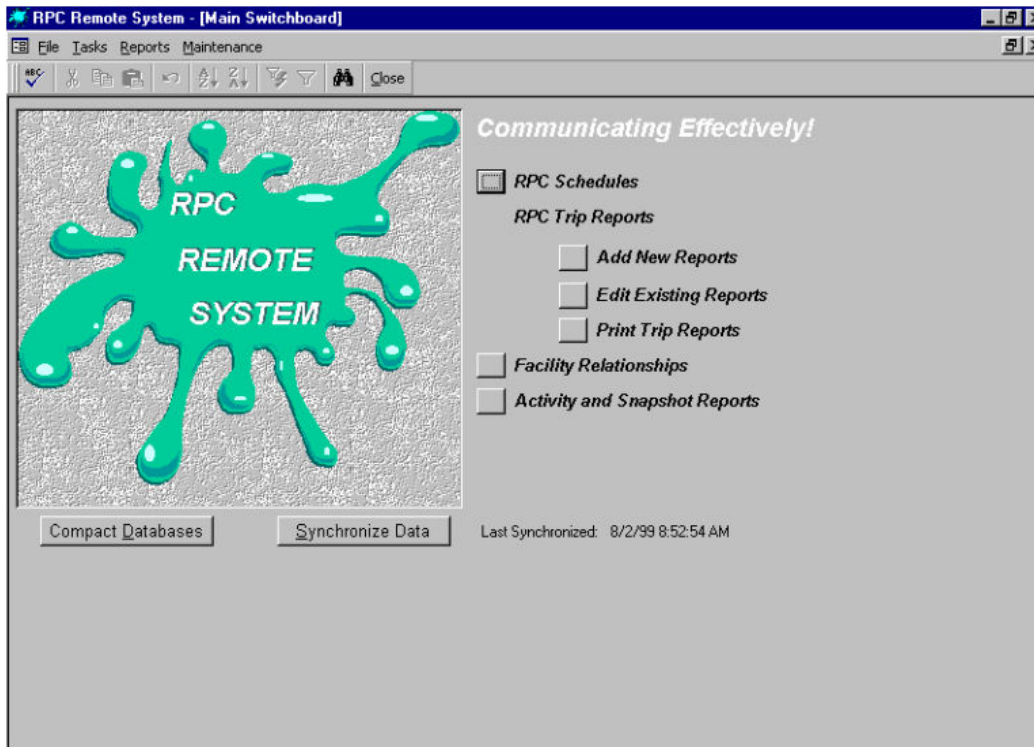 RPC Remote System - [Main Switchboard]
File Tasks Reports Maintenance
ABC A Z Z A Close
RPC
REMOTE
SYSTEM
Communicating Effectively!
RPC Schedules
RPC Trip Reports
Add New Reports
Edit Existing Reports
Print Trip Reports
Facility Relationships
Activity and Snapshot Reports
Compact Databases Synchronize Data Last Synchronized: 8/2/99 8:52:54 AM